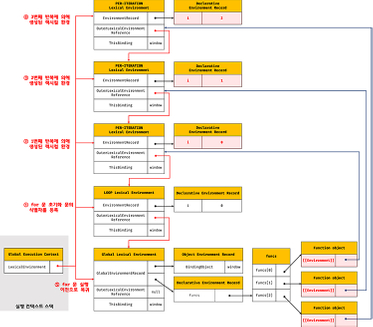 PER-ITERATION
Lexical Environment
EnvironmentRecord
OuterLexicalEnvironment
Reference
ThisBinding
window
Declarative
Environment Record
i
2
④ 3번째 반복에 의해
생성된 렉시컬 환경
PER-ITERATION
Lexical Environment
EnvironmentRecord
OuterLexicalEnvironment
Reference
ThisBinding
window
Declarative
Environment Record
i
1
③ 2번째 반복에 의해
생성된 렉시컬 환경
PER-ITERATION
Lexical Environment
EnvironmentRecord
OuterLexicalEnvironment
Reference
ThisBinding
window
Declarative
Environment Record
i
0
② 1번째 반복에 의해
생성된 렉시컬 환경
LOOP Lexical Environment
EnvironmentRecord
OuterLexicalEnvironment
Reference
ThisBinding
window
Declarative Environment Record
i
0
① for 문 초기화 문의
식별자를 등록
Global Execution Context
LexicalEnvironment
실행 컨텍스트 스택
⑤ for 문 실행
이전으로 복귀
Global Lexical Environment
GlobalEnvironmentRecord
OuterLexicalEnvironment
Reference
null
ThisBinding
window
Object Environment Record
BindingObject
window
Declarative Environment Record
funcs
funcs
funcs[0]
funcs[1]
funcs[2]
Function object
[[Environment]]
Function object
[[Environment]]
Function object
[[Environment]]